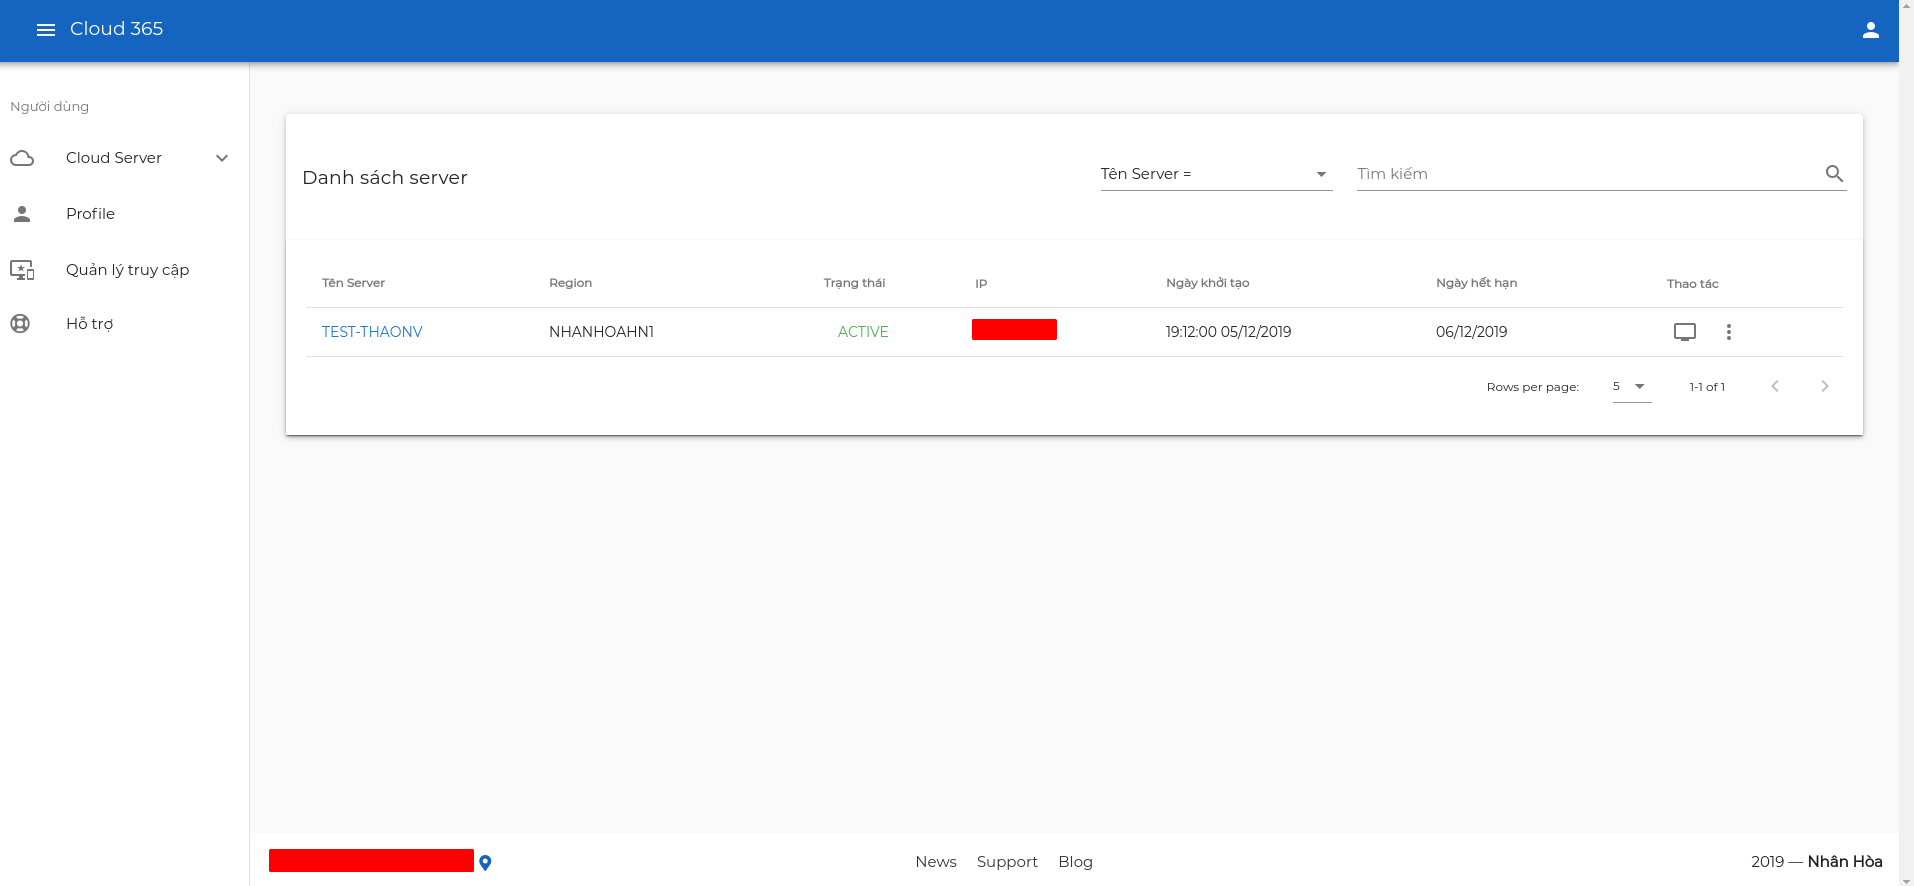 Cloud 365
Người dùng
Cloud Server
Profile
Quản lý truy cập
Hỗ trợ
Danh sách server
Tên Server =
Tìm kiếm
Tên Server Region Trạng thái IP Ngày khởi tạo Ngày hết hạn Thao tác
TEST-THAONV NHANHOAHN1 ACTIVE 19:12:00 05/12/2019 06/12/2019
Rows per page: 5 1-1 of 1
News Support Blog
2019 — Nhân Hòa